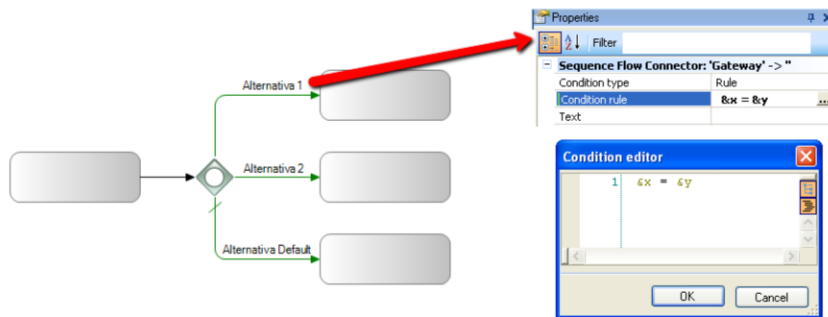 Alternativa 1
Alternativa 2
Alternativa Default
Properties
Filter
Sequence Flow Connector: 'Gateway' -> ''
Condition type Rule
Condition rule &x = &y ...
Text
Condition editor
1 &x = &y
OK Cancel